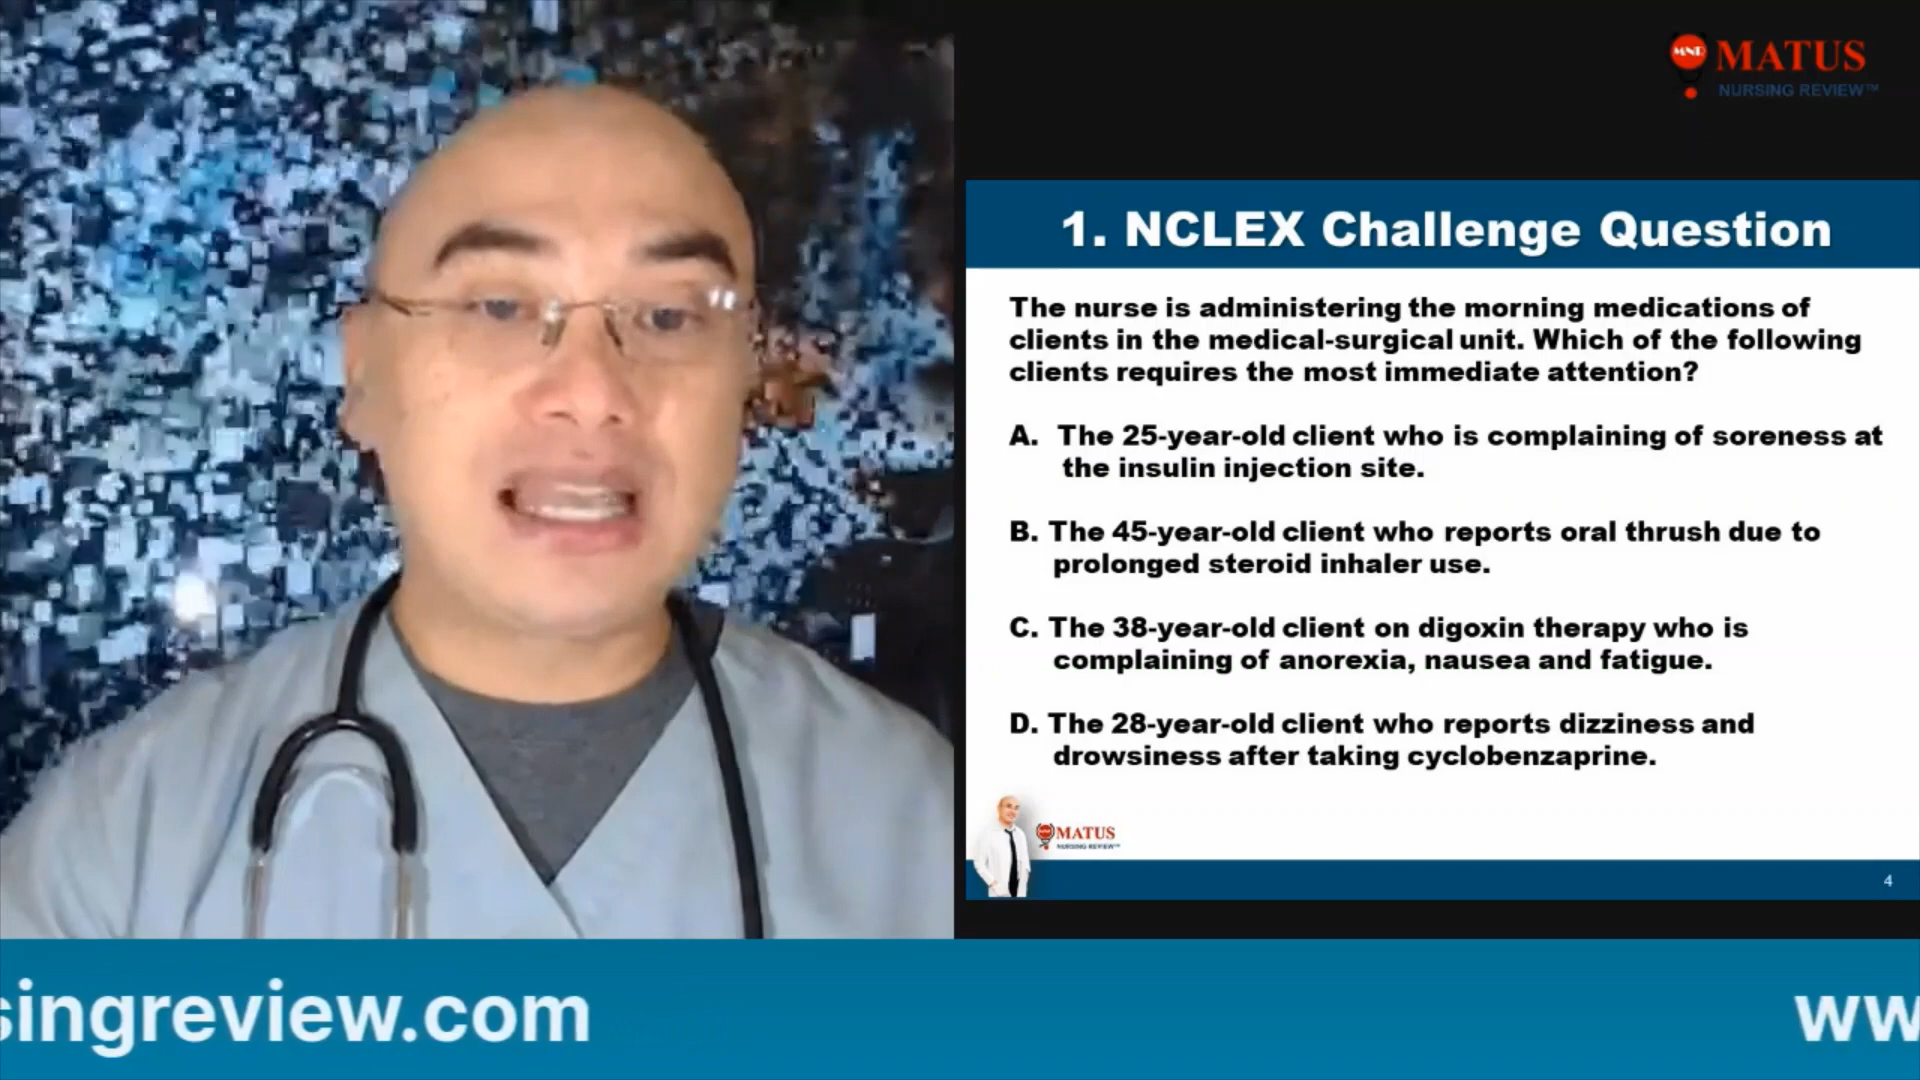 MNR MATUS
NURSING REVIEW™
1. NCLEX Challenge Question
The nurse is administering the morning medications of
clients in the medical-surgical unit. Which of the following
clients requires the most immediate attention?
A. The 25-year-old client who is complaining of soreness at
the insulin injection site.
B. The 45-year-old client who reports oral thrush due to
prolonged steroid inhaler use.
C. The 38-year-old client on digoxin therapy who is
complaining of anorexia, nausea and fatigue.
D. The 28-year-old client who reports dizziness and
drowsiness after taking cyclobenzaprine.
MNR MATUS
NURSING REVIEW™
4
singreview.com
ww